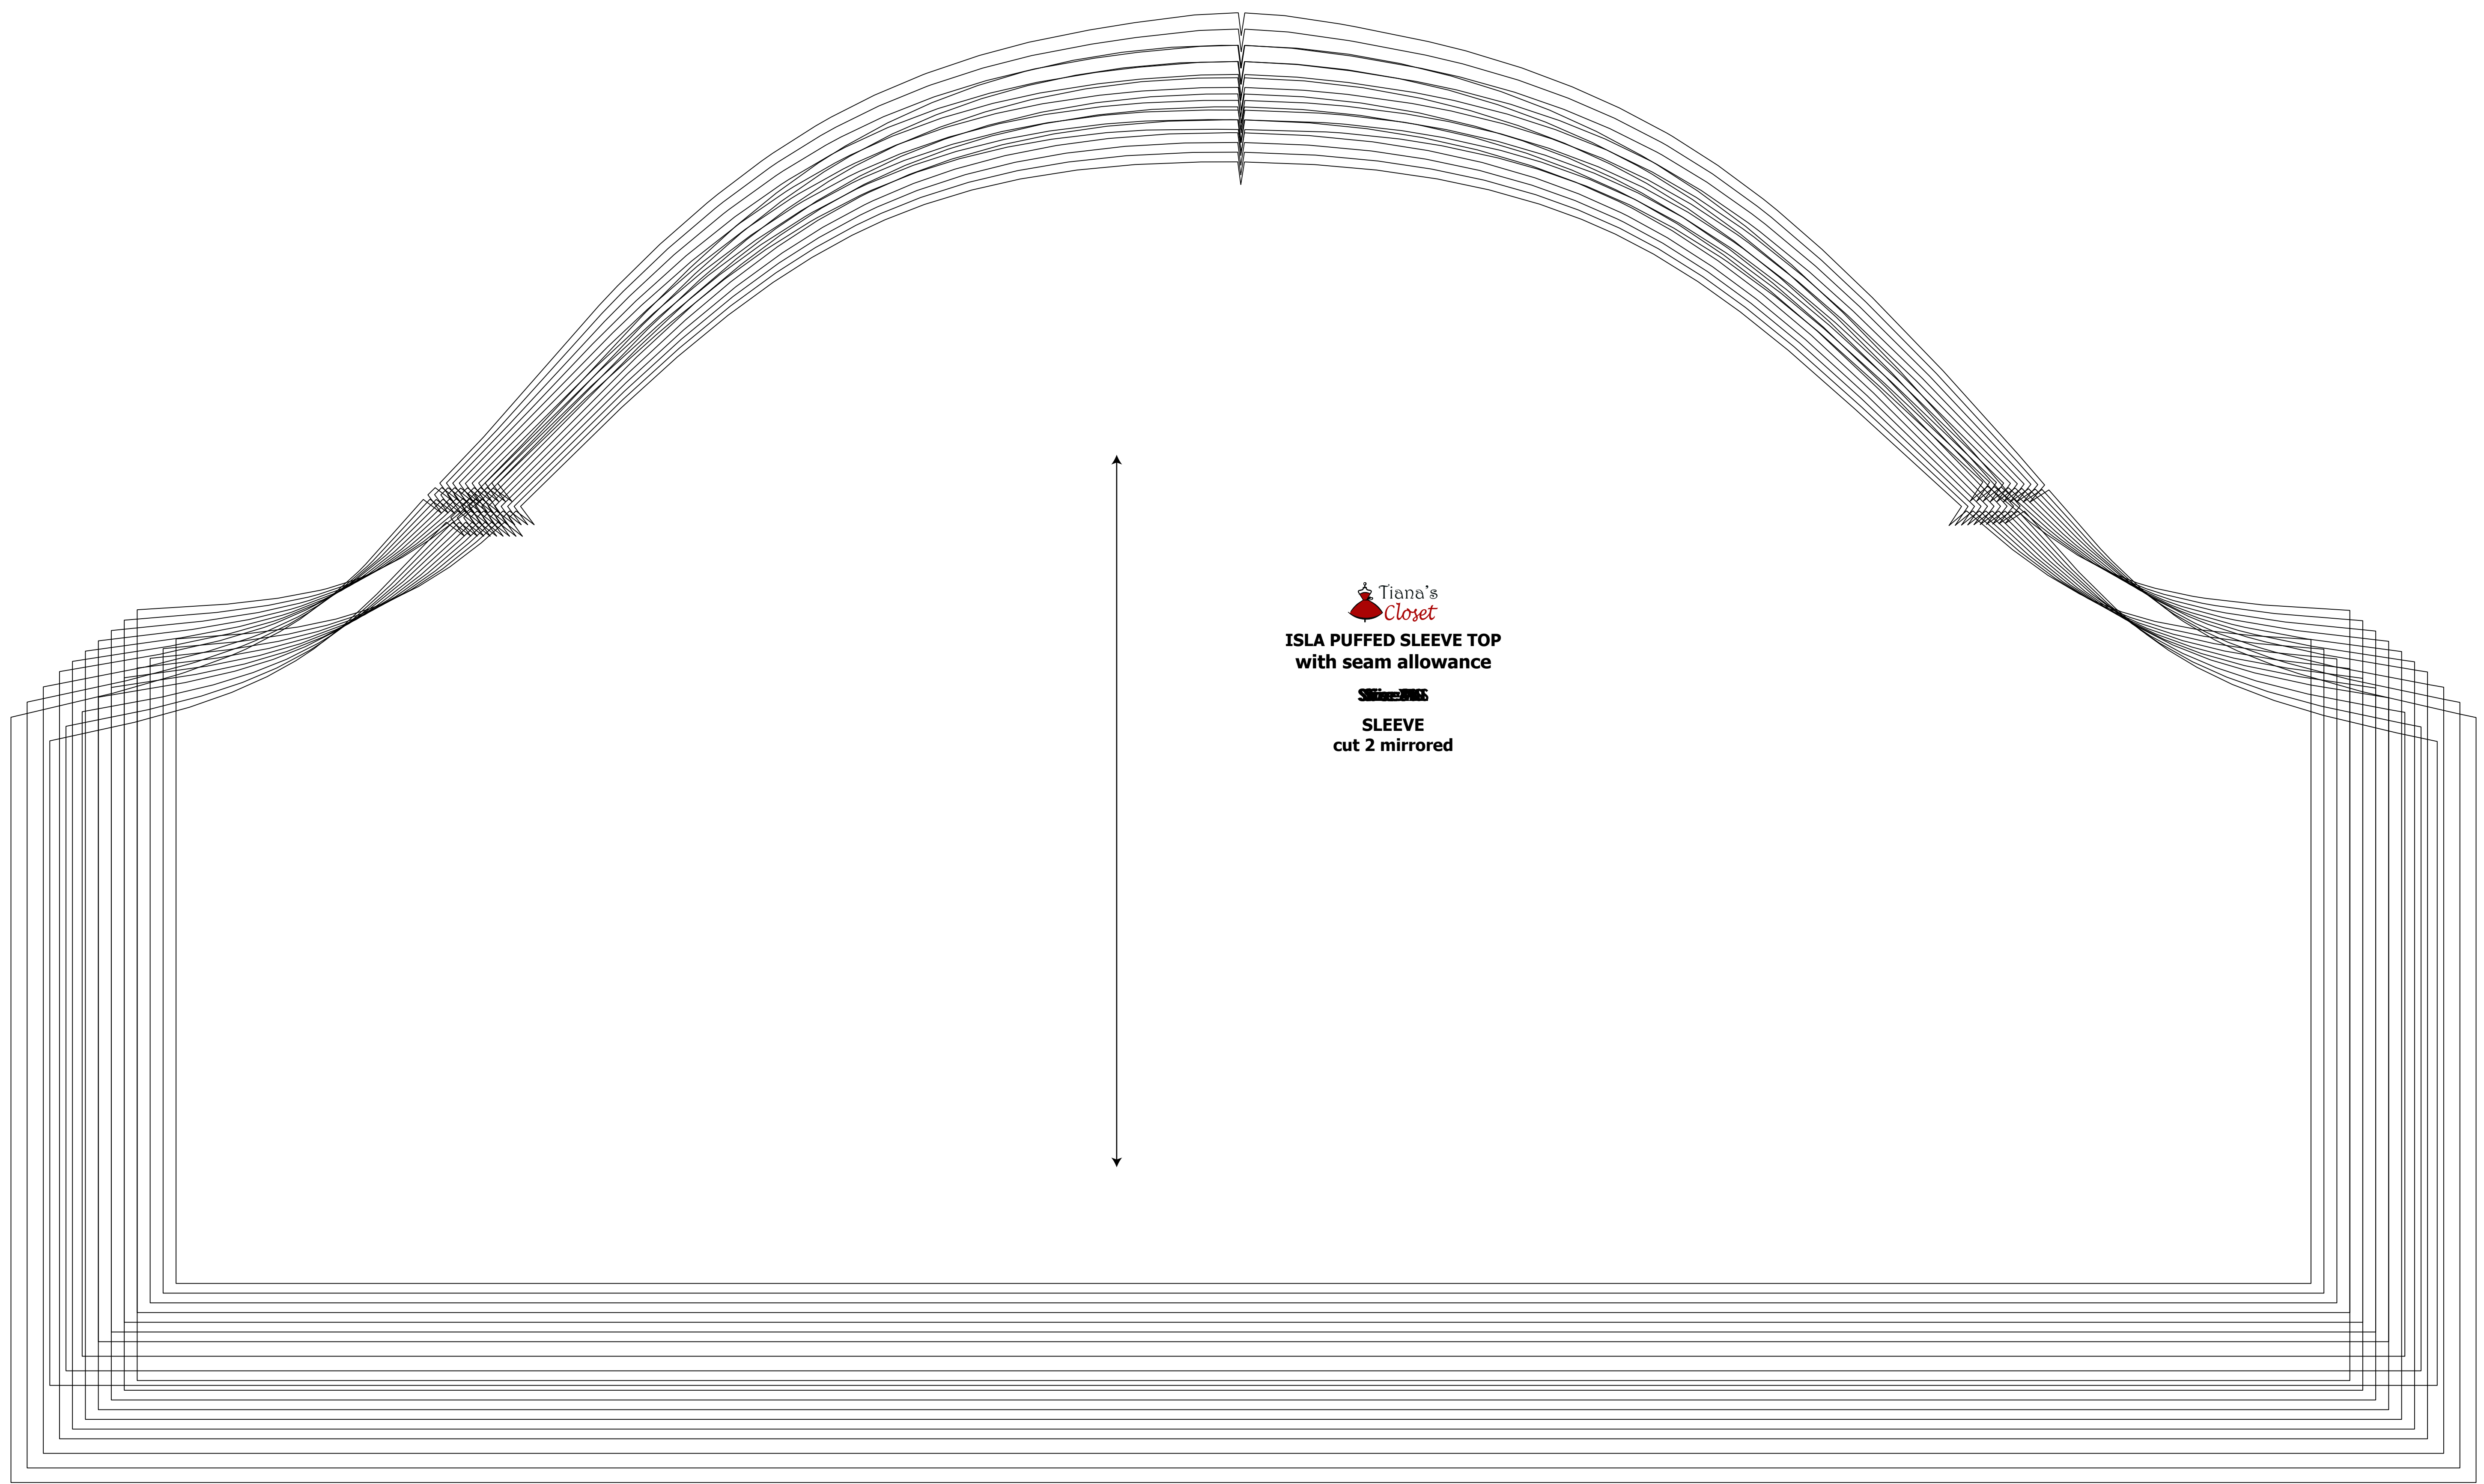 Tiana's
Closet
ISLA PUFFED SLEEVE TOP
with seam allowance
SLEEVE
cut 2 mirrored